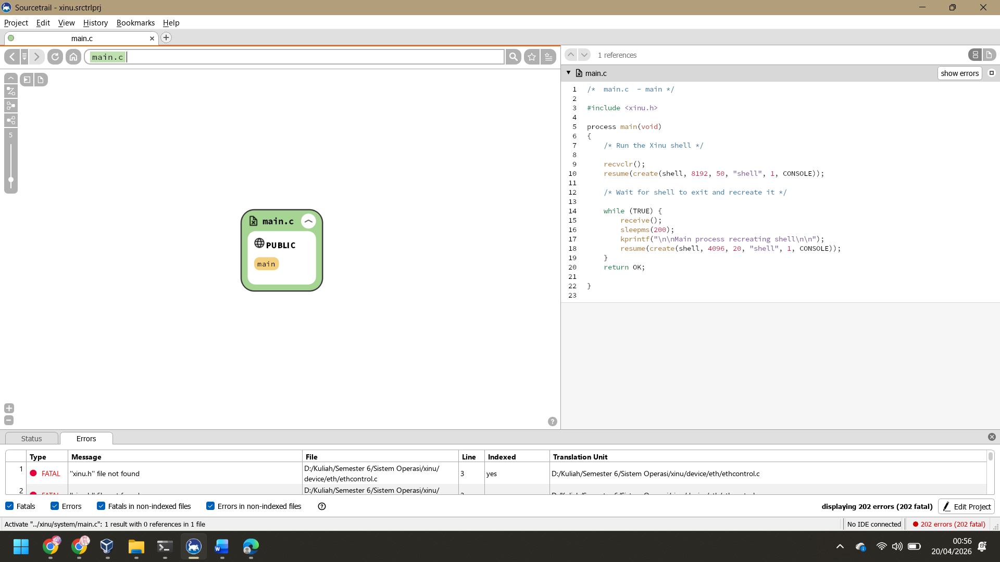 Sourcetrail - xinu.srctrlprj
Project Edit View History Bookmarks Help
main.c
main.c
1 references
main.c
show errors
5
main.c
PUBLIC
main
1 /*  main.c  - main */
2
3 #include <xinu.h>
4
5 process main(void)
6 {
7     /* Run the Xinu shell */
8
9     recvclr();
10     resume(create(shell, 8192, 50, "shell", 1, CONSOLE));
11
12     /* Wait for shell to exit and recreate it */
13
14     while (TRUE) {
15         receive();
16         sleepms(200);
17         kprintf("\n\nMain process recreating shell\n\n");
18         resume(create(shell, 4096, 20, "shell", 1, CONSOLE));
19     }
20     return OK;
21
22 }
23
Status Errors
Type Message File Line Indexed Translation Unit
1 FATAL "xinu.h" file not found D:/Kuliah/Semester 6/Sistem Operasi/xinu/ 3 yes D:/Kuliah/Semester 6/Sistem Operasi/xinu/device/eth/ethcontrol.c
device/eth/ethcontrol.c
2 D:/Kuliah/Semester 6/Sistem Operasi/xinu/
Fatals Errors Fatals in non-indexed files Errors in non-indexed files
displaying 202 errors (202 fatal) Edit Project
Activate "../xinu/system/main.c": 1 result with 0 references in 1 file
No IDE connected 202 errors (202 fatal)
00:56
20/04/2026